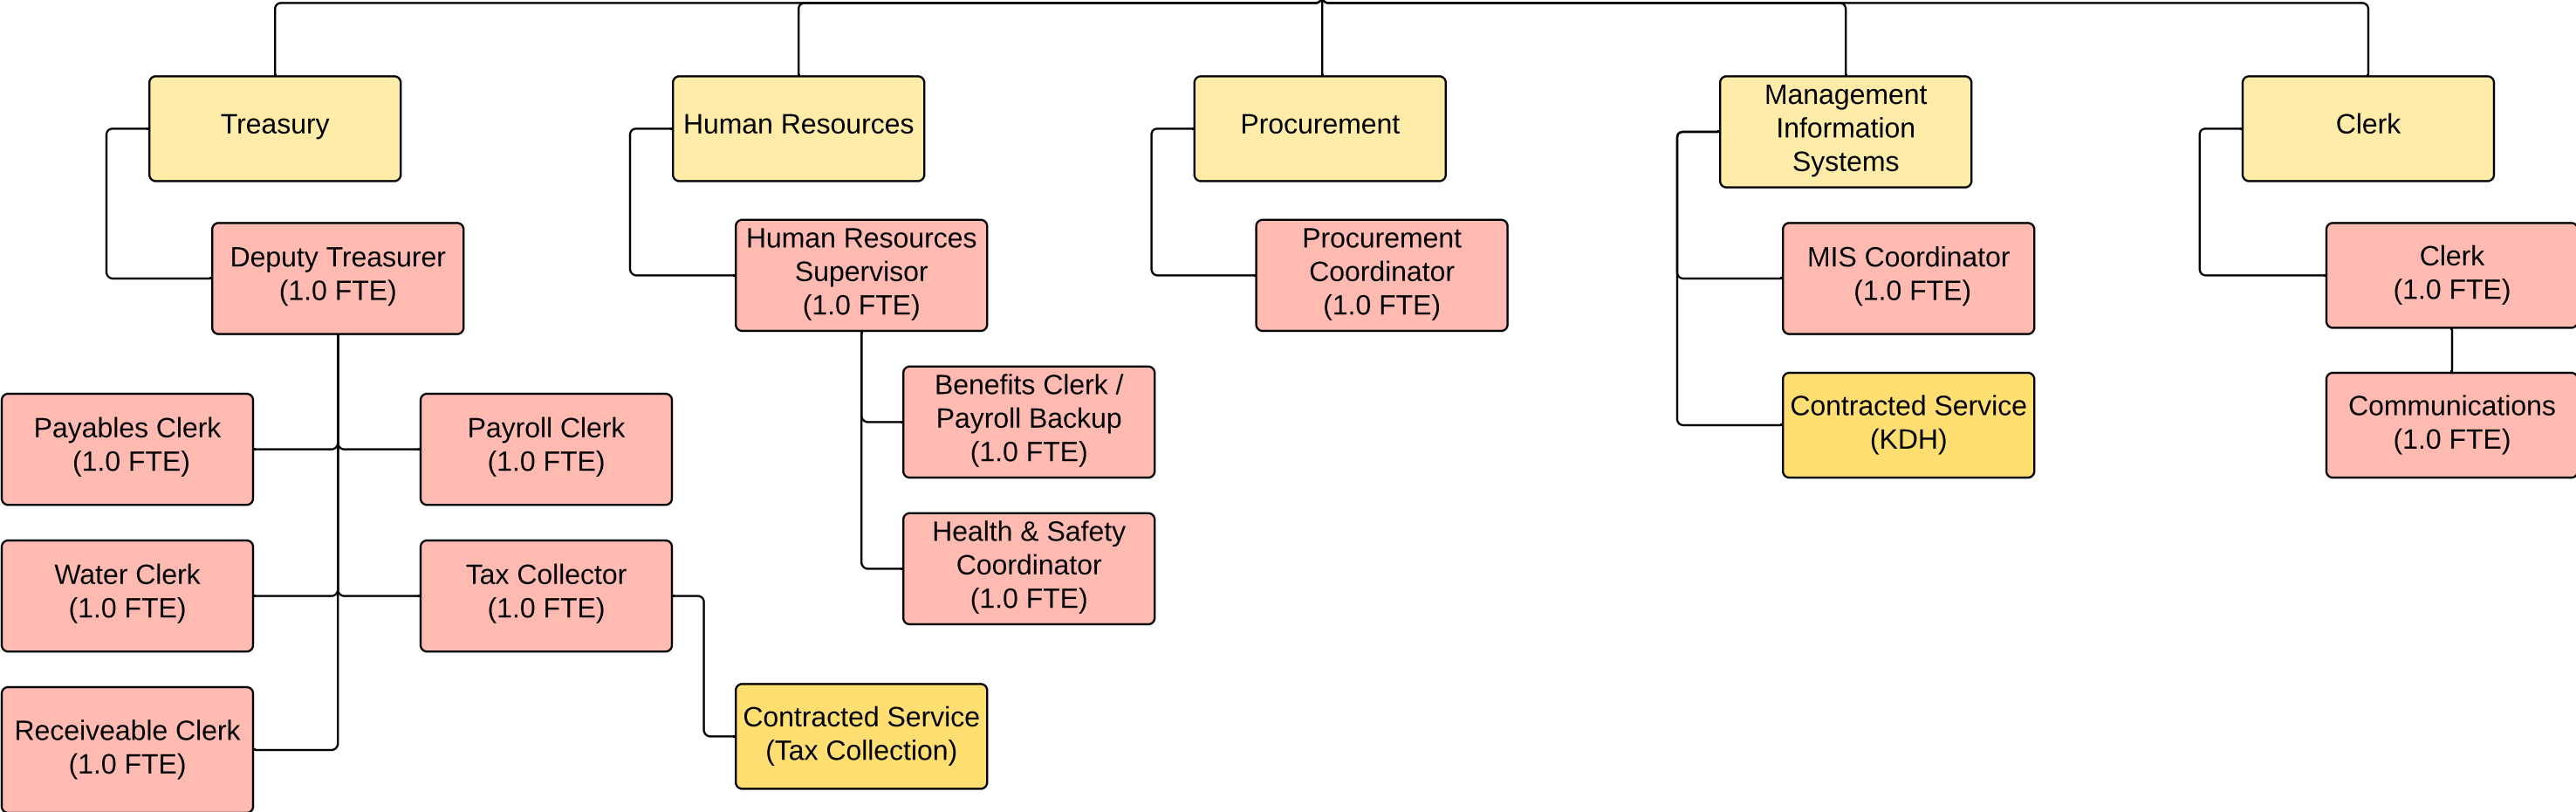 Treasury
Human Resources
Procurement
Management
Information
Systems
Clerk
Deputy Treasurer
(1.0 FTE)
Human Resources
Supervisor
(1.0 FTE)
Procurement
Coordinator
(1.0 FTE)
MIS Coordinator
(1.0 FTE)
Clerk
(1.0 FTE)
Payables Clerk
(1.0 FTE)
Payroll Clerk
(1.0 FTE)
Benefits Clerk /
Payroll Backup
(1.0 FTE)
Contracted Service
(KDH)
Communications
(1.0 FTE)
Water Clerk
(1.0 FTE)
Tax Collector
(1.0 FTE)
Health & Safety
Coordinator
(1.0 FTE)
Receiveable Clerk
(1.0 FTE)
Contracted Service
(Tax Collection)